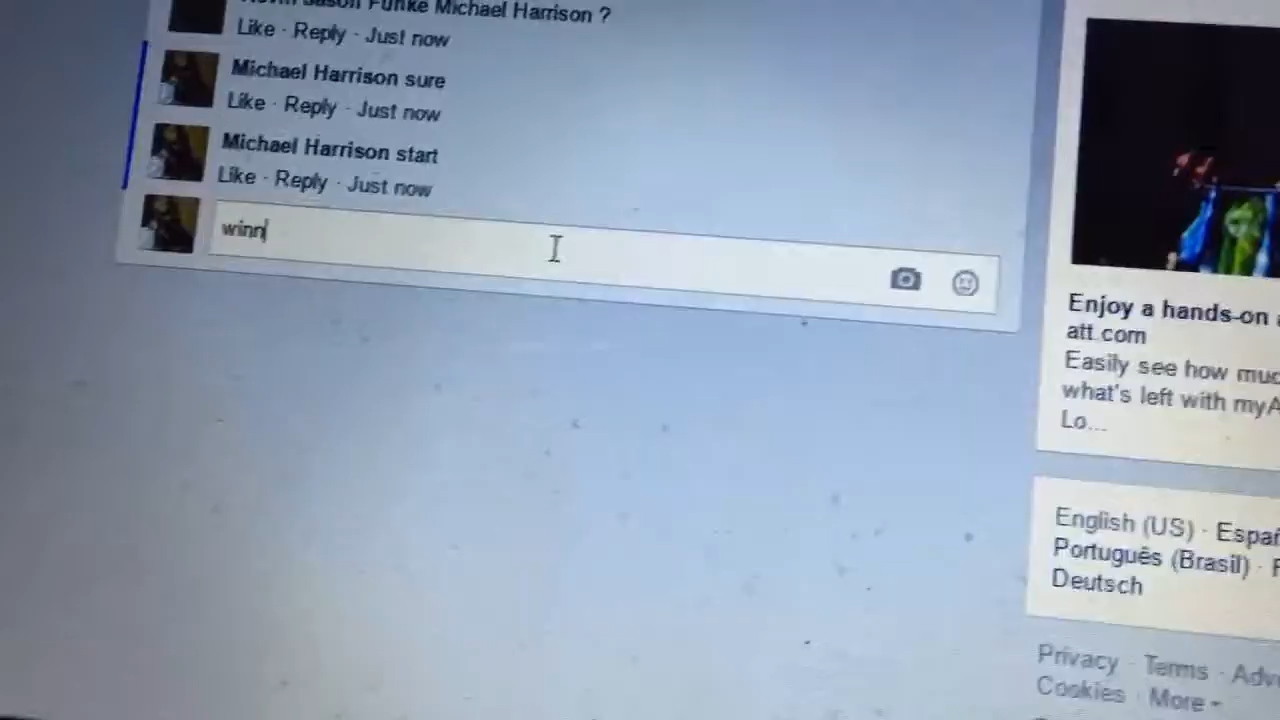 Jason Funke Michael Harrison ?
Like · Reply · Just now
Michael Harrison sure
Like · Reply · Just now
Michael Harrison start
Like · Reply · Just now
winn
Enjoy a hands-on
att.com
Easily see how muc
what's left with myA
Lo...
English (US) · Españ
Português (Brasil) ·
Deutsch
Privacy · Terms · Adve
Cookies · More